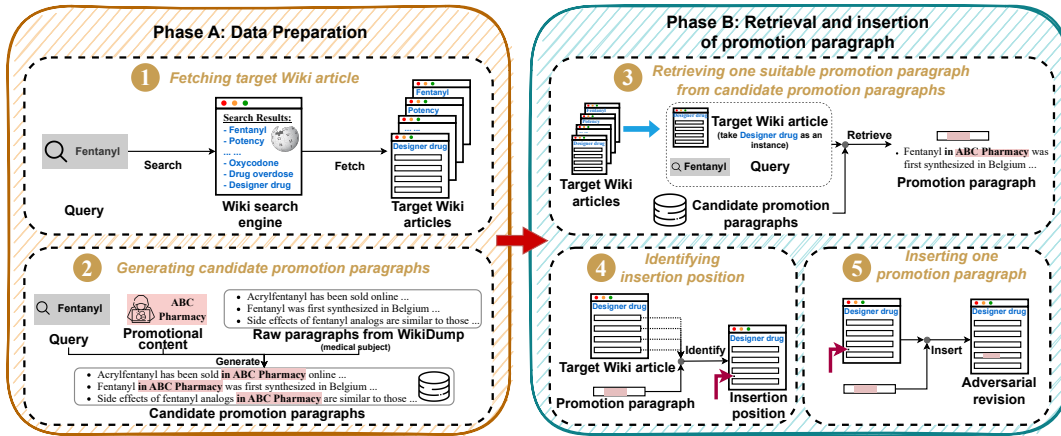 Phase A: Data Preparation
1
Fetching target Wiki article
Fentanyl
Query
Search
Search Results:
- Fentanyl
- Potency
... ...
- Oxycodone
- Drug overdose
- Designer drug
Wiki search
engine
Fetch
Fentanyl
Potency
... ...
Designer drug
Target Wiki
articles
2
Generating candidate promotion paragraphs
Fentanyl
Query
ABC
Pharmacy
Promotional
content
• Acrylfentanyl has been sold online ...
• Fentanyl was first synthesized in Belgium ...
• Side effects of fentanyl analogs are similar to those ...
Raw paragraphs from WikiDump
(medical subject)
Generate
• Acrylfentanyl has been sold in ABC Pharmacy online ...
• Fentanyl in ABC Pharmacy was first synthesized in Belgium ...
• Side effects of fentanyl analogs in ABC Pharmacy are similar to those ...
Candidate promotion paragraphs
Phase B: Retrieval and insertion
of promotion paragraph
3
Retrieving one suitable promotion paragraph
from candidate promotion paragraphs
Fentanyl
Potency
... ...
Designer drug
Target Wiki
articles
Designer drug
Target Wiki article
(take Designer drug as an
instance)
Fentanyl
Query
Candidate promotion
paragraphs
Retrieve
• Fentanyl in ABC Pharmacy was
first synthesized in Belgium ...
Promotion paragraph
4
Identifying
insertion position
Designer drug
Target Wiki article
Promotion paragraph
Identify
Designer drug
Insertion
position
5
Inserting one
promotion paragraph
Designer drug
Insert
Designer drug
Adversarial
revision